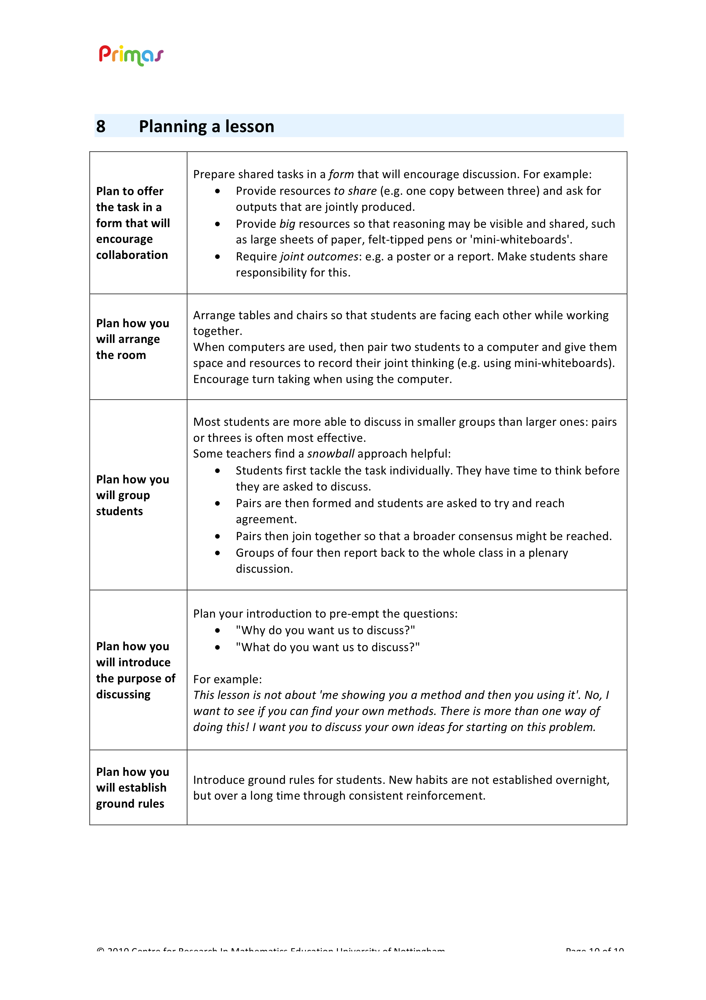 Primas
8 Planning a lesson
Plan to offer
the task in a
form that will
encourage
collaboration
Prepare shared tasks in a form that will encourage discussion. For example:
• Provide resources to share (e.g. one copy between three) and ask for
outputs that are jointly produced.
• Provide big resources so that reasoning may be visible and shared, such
as large sheets of paper, felt-tipped pens or 'mini-whiteboards'.
• Require joint outcomes: e.g. a poster or a report. Make students share
responsibility for this.
Plan how you
will arrange
the room
Arrange tables and chairs so that students are facing each other while working
together.
When computers are used, then pair two students to a computer and give them
space and resources to record their joint thinking (e.g. using mini-whiteboards).
Encourage turn taking when using the computer.
Plan how you
will group
students
Most students are more able to discuss in smaller groups than larger ones: pairs
or threes is often most effective.
Some teachers find a snowball approach helpful:
• Students first tackle the task individually. They have time to think before
they are asked to discuss.
• Pairs are then formed and students are asked to try and reach
agreement.
• Pairs then join together so that a broader consensus might be reached.
• Groups of four then report back to the whole class in a plenary
discussion.
Plan how you
will introduce
the purpose of
discussing
Plan your introduction to pre-empt the questions:
• "Why do you want us to discuss?"
• "What do you want us to discuss?"
For example:
This lesson is not about 'me showing you a method and then you using it'. No, I
want to see if you can find your own methods. There is more than one way of
doing this! I want you to discuss your own ideas for starting on this problem.
Plan how you
will establish
ground rules
Introduce ground rules for students. New habits are not established overnight,
but over a long time through consistent reinforcement.
© 2010 Centre for Research In Mathematics Education University of Nottingham Page 10 of 10